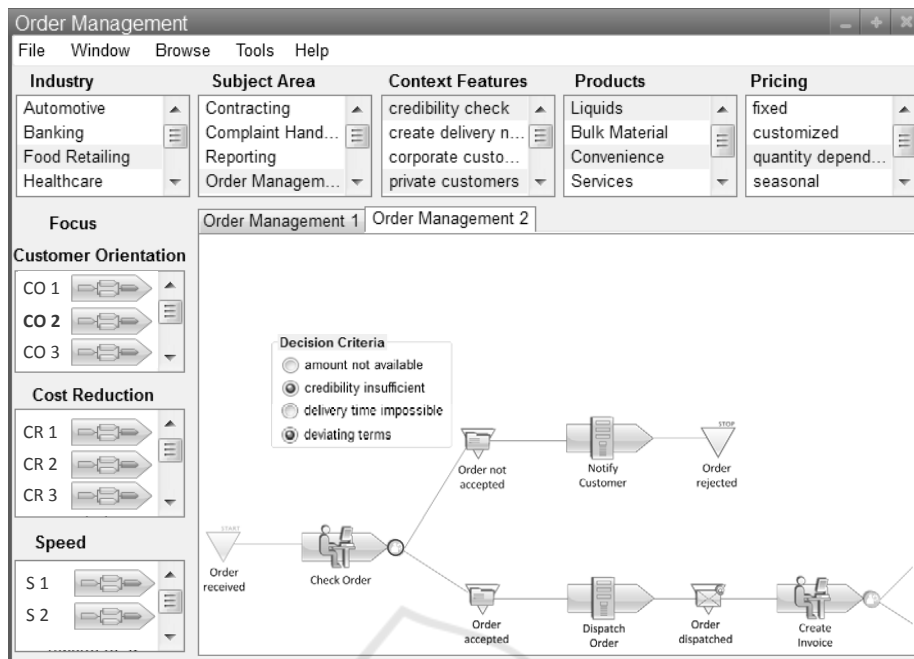 Order Management
File Window Browse Tools Help
Industry Subject Area Context Features Products Pricing
Automotive Contracting credibility check Liquids fixed
Banking Complaint Hand... create delivery n... Bulk Material customized
Food Retailing Reporting corporate custo... Convenience quantity depend...
Healthcare Order Managem... private customers Services seasonal
Focus
Order Management 1 Order Management 2
Customer Orientation
CO 1
CO 2
CO 3
Cost Reduction
CR 1
CR 2
CR 3
Speed
S 1
S 2
Decision Criteria
amount not available
credibility insufficient
delivery time impossible
deviating terms
Order not
accepted
Notify
Customer
STOP
Order
rejected
START
Order
received
Check Order
Order
accepted
Dispatch
Order
Order
dispatched
Create
Invoice